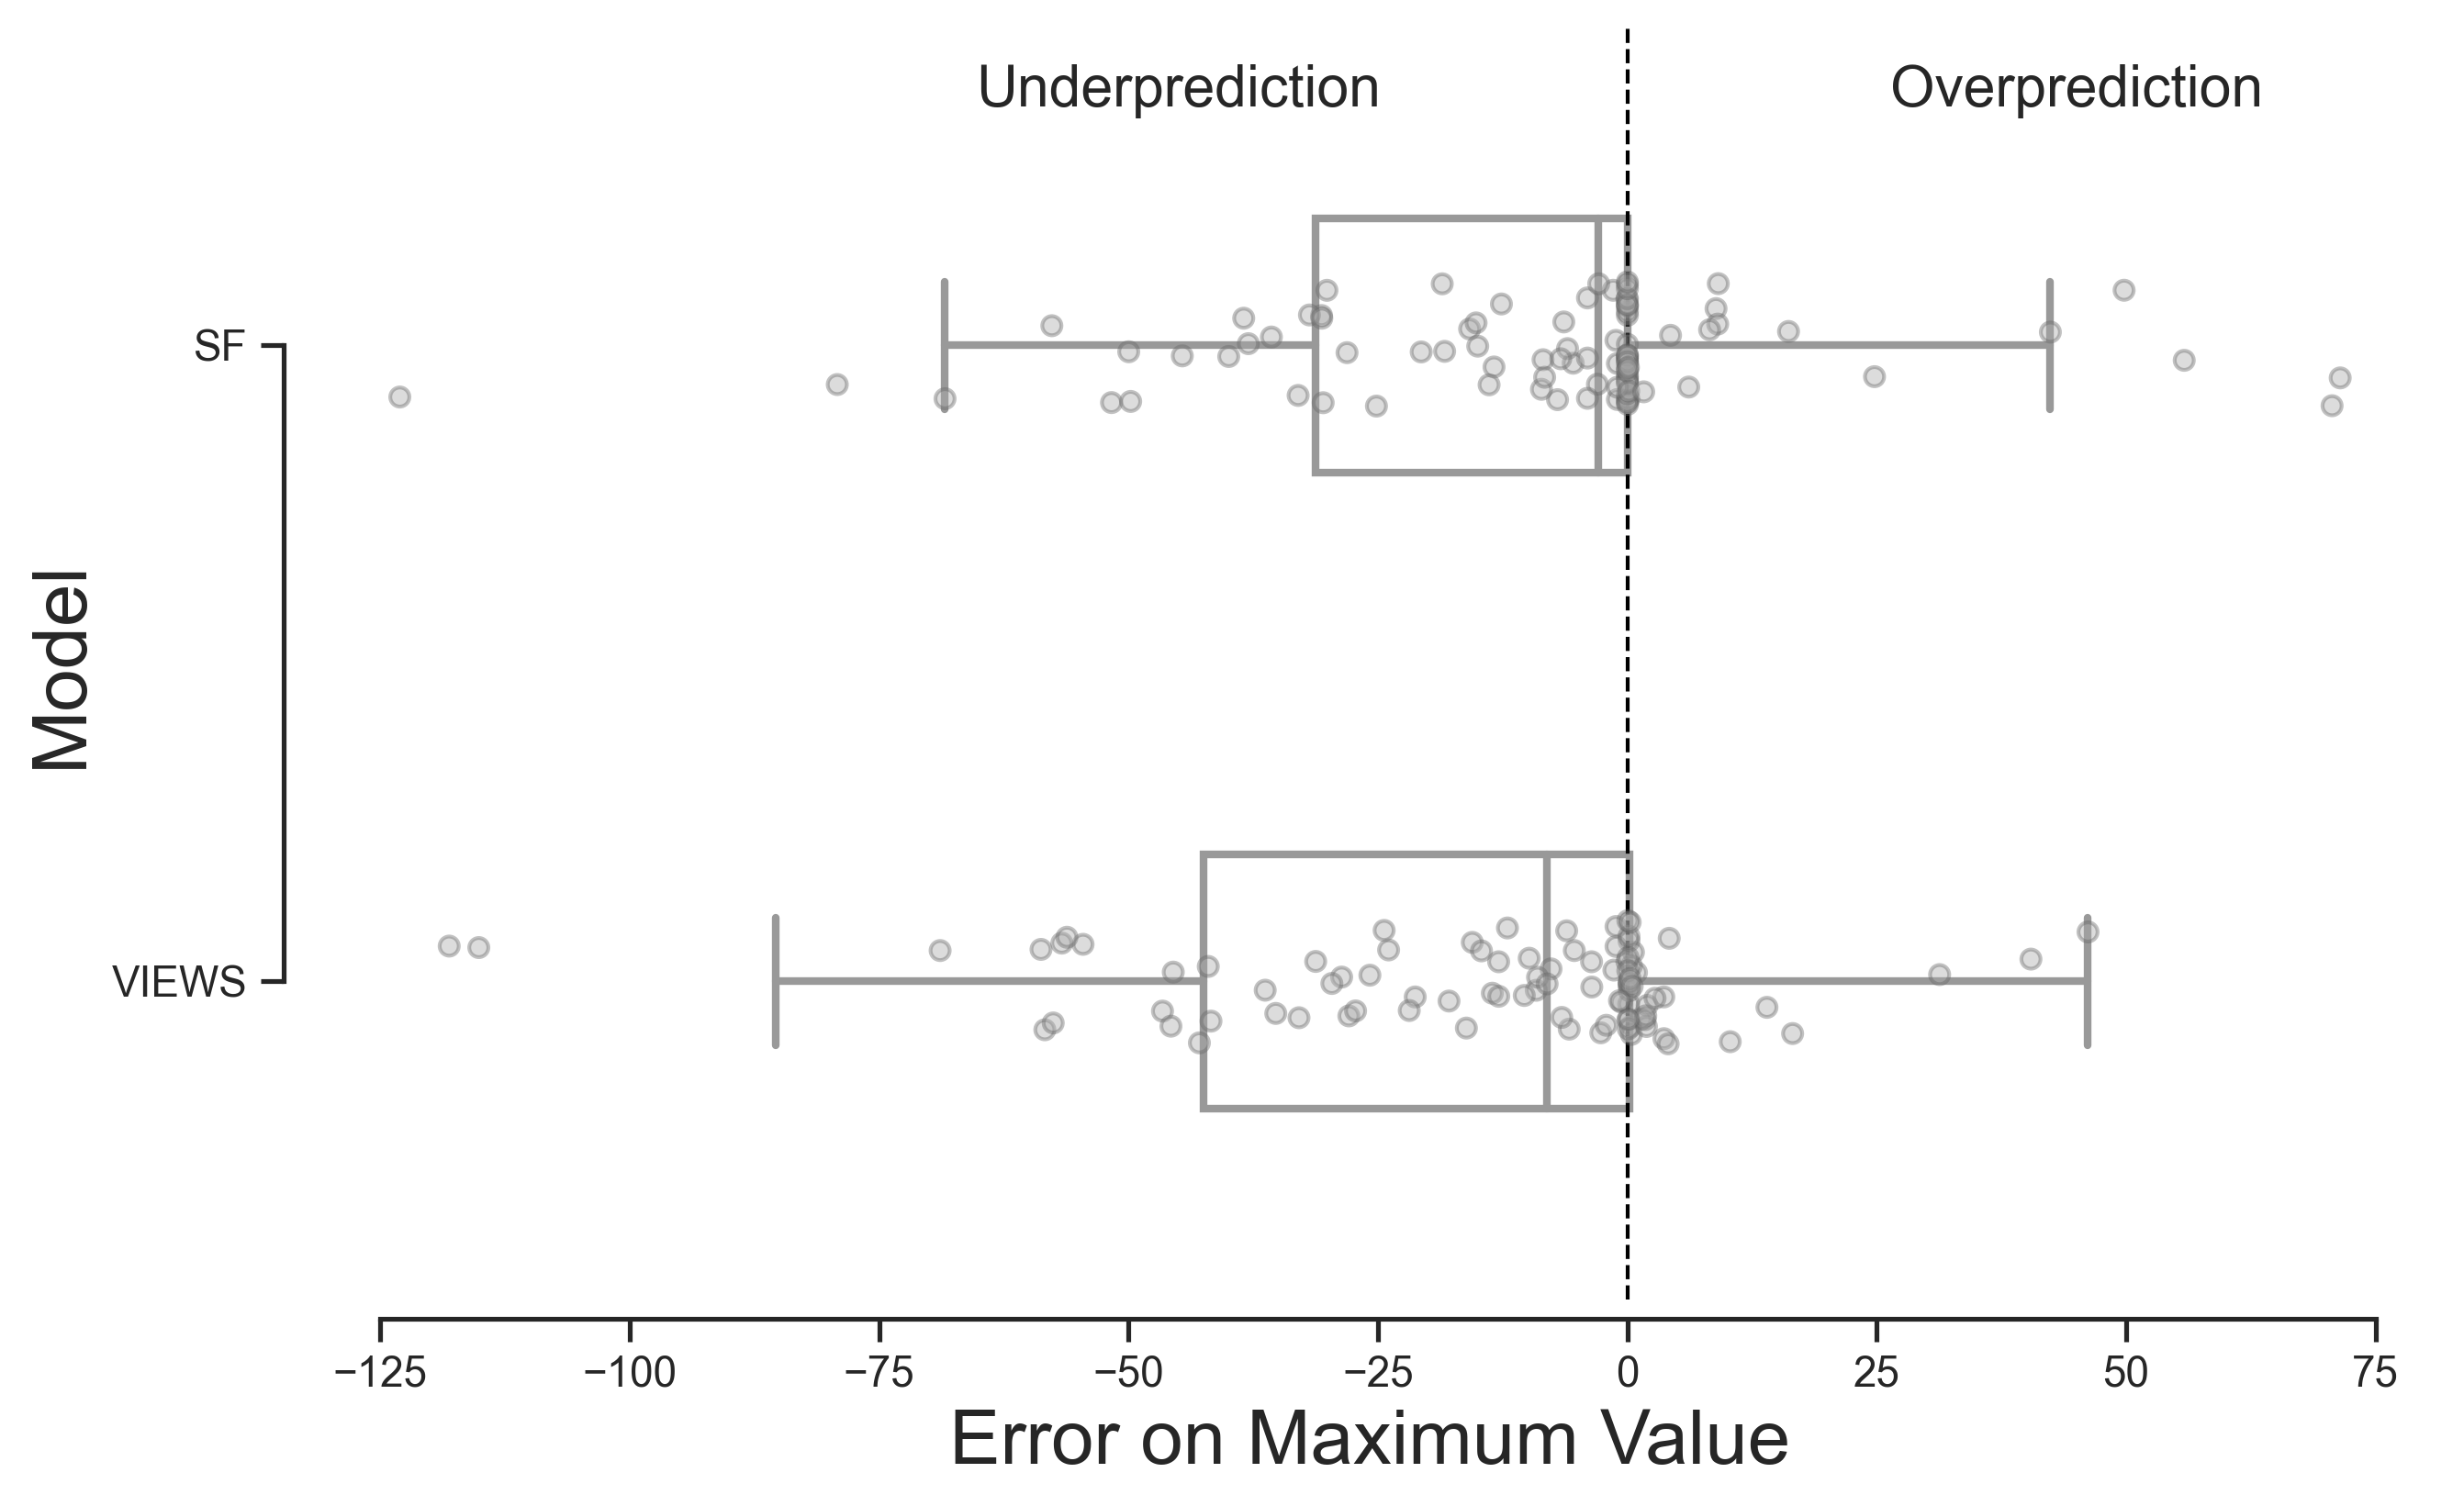 Underprediction
Overprediction
SF
Model
VIEWS
−125
−100
−75
−50
−25
0
25
50
75
Error on Maximum Value